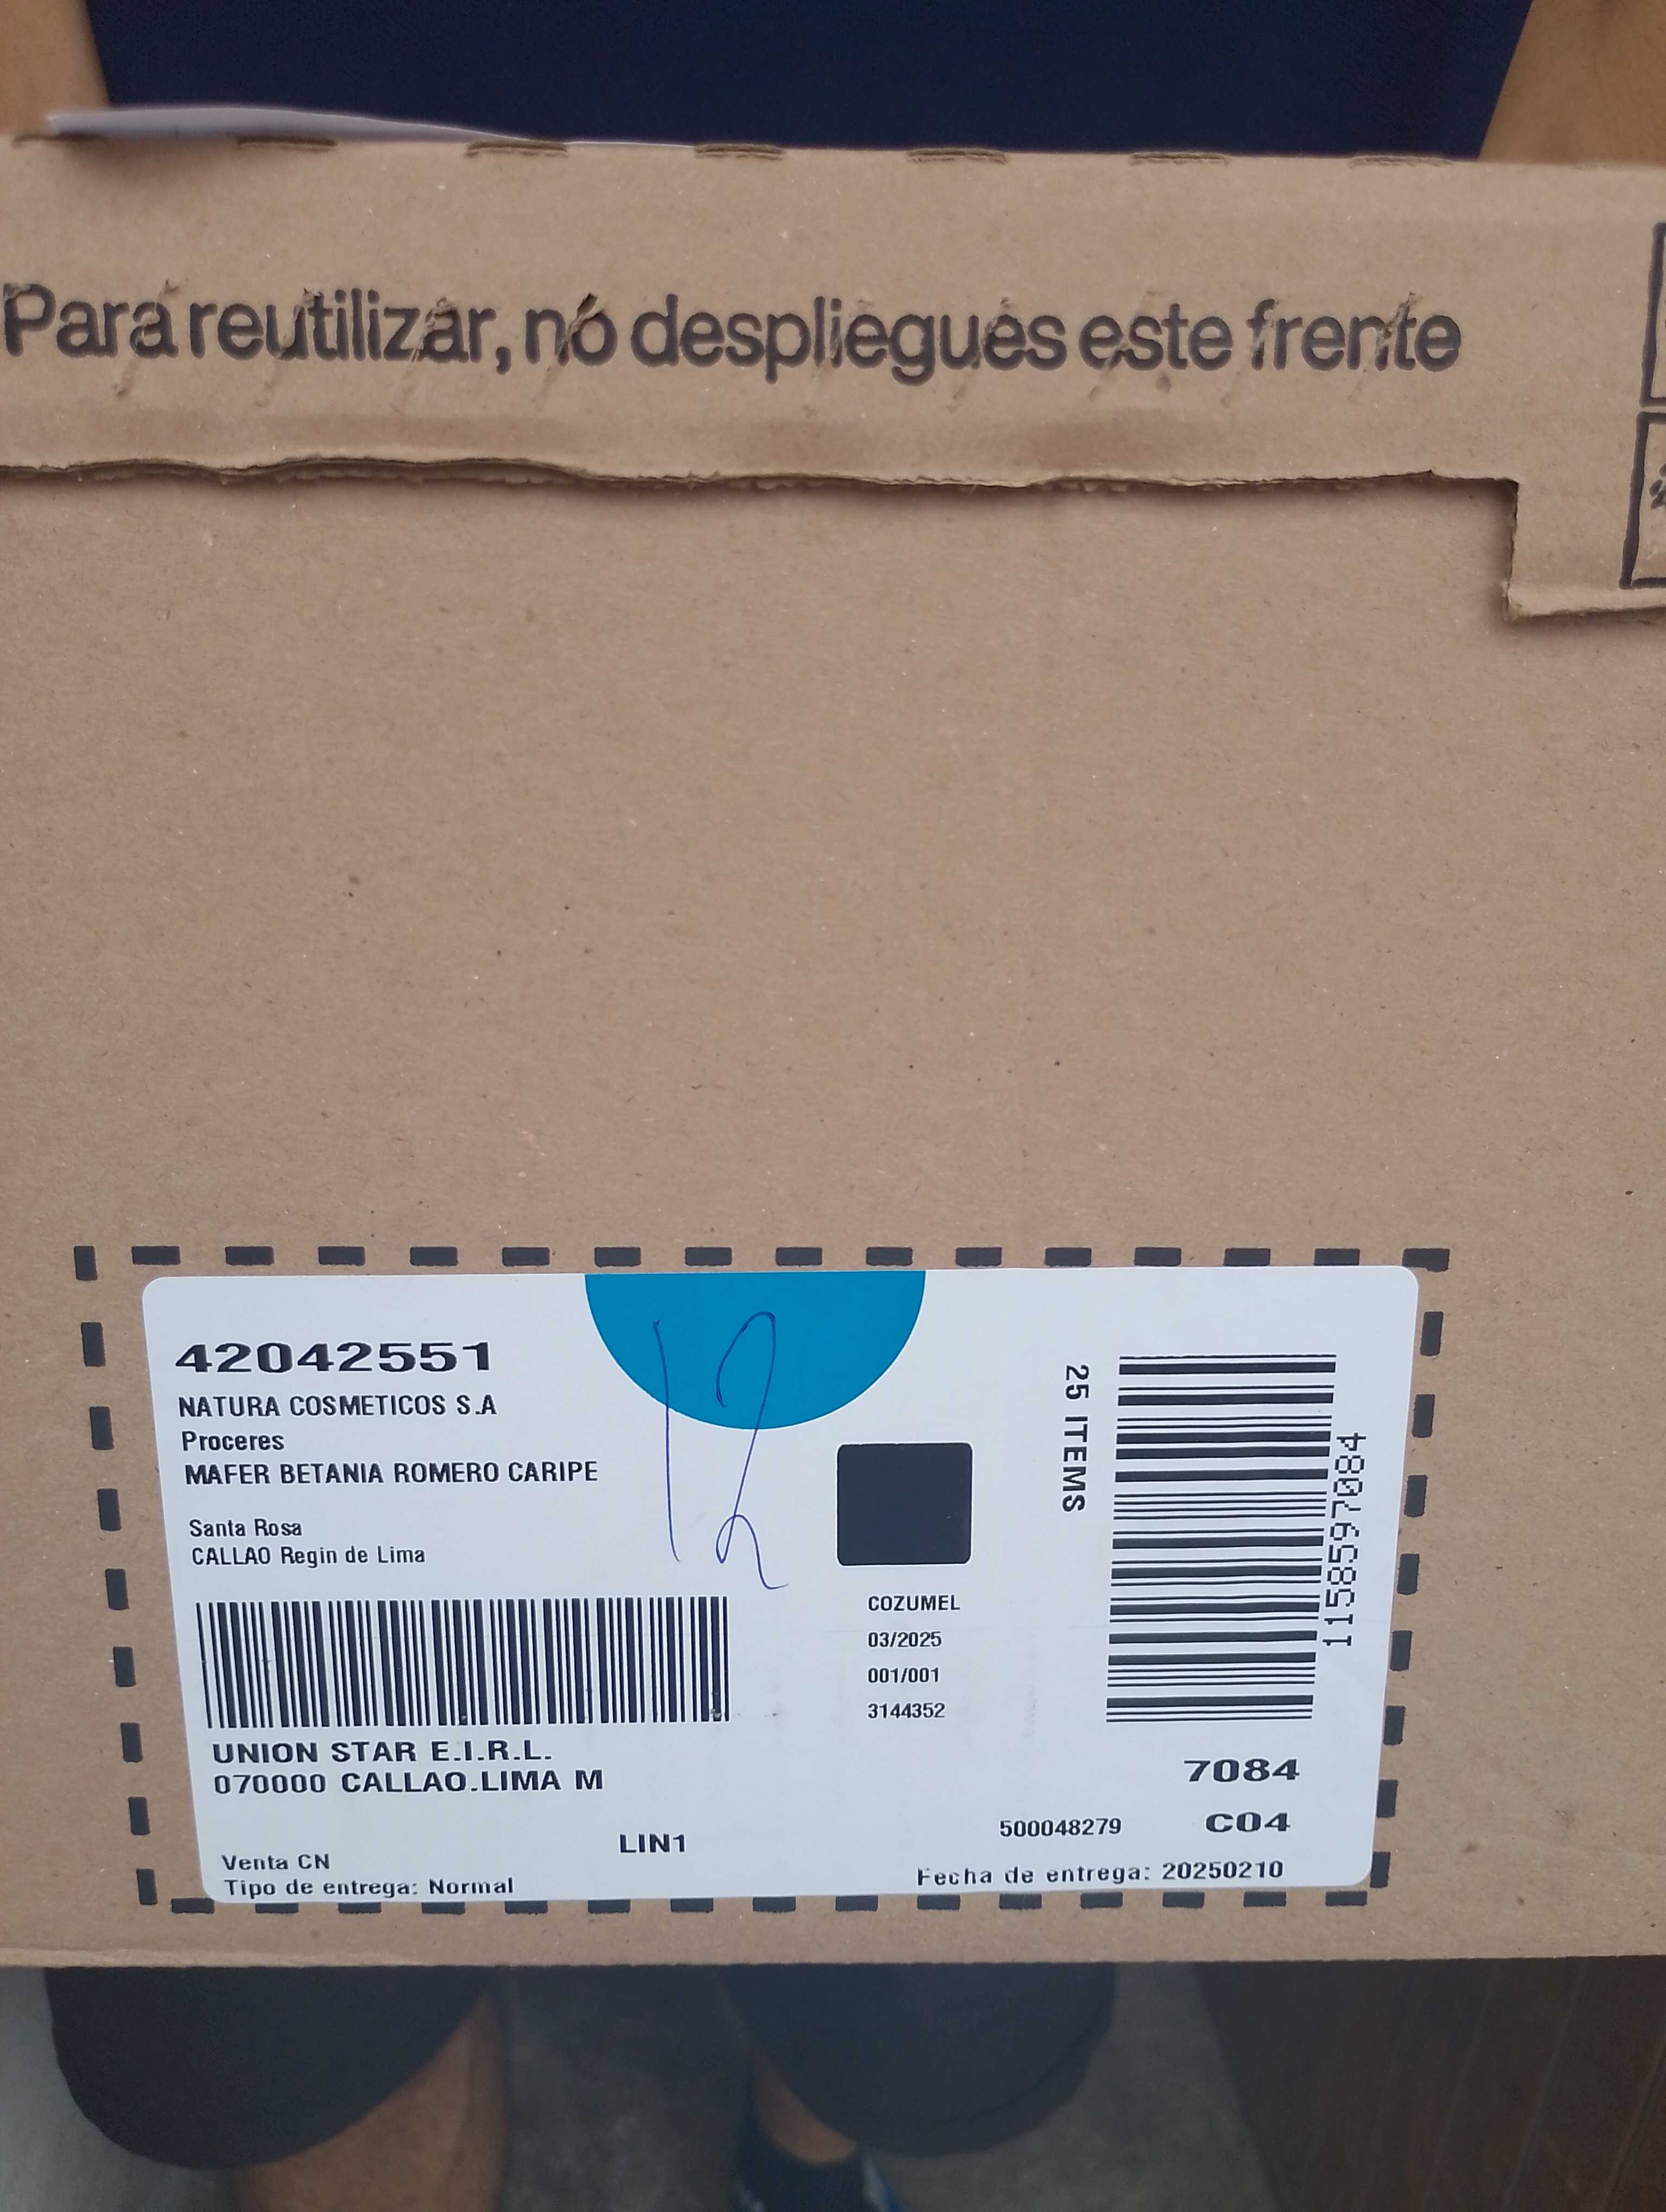 Para reutilizar, no despliegues este frente
42042551
NATURA COSMETICOS S.A
Proceres
MAFER BETANIA ROMERO CARIPE
Santa Rosa
CALLAO Regin de Lima
12
25 ITEMS
1158597084
COZUMEL
03/2025
001/001
3144352
UNION STAR E.I.R.L.
070000 CALLAO.LIMA M
7084
C04
500048279
LIN1
Venta CN
Tipo de entrega: Normal
Fecha de entrega: 20250210